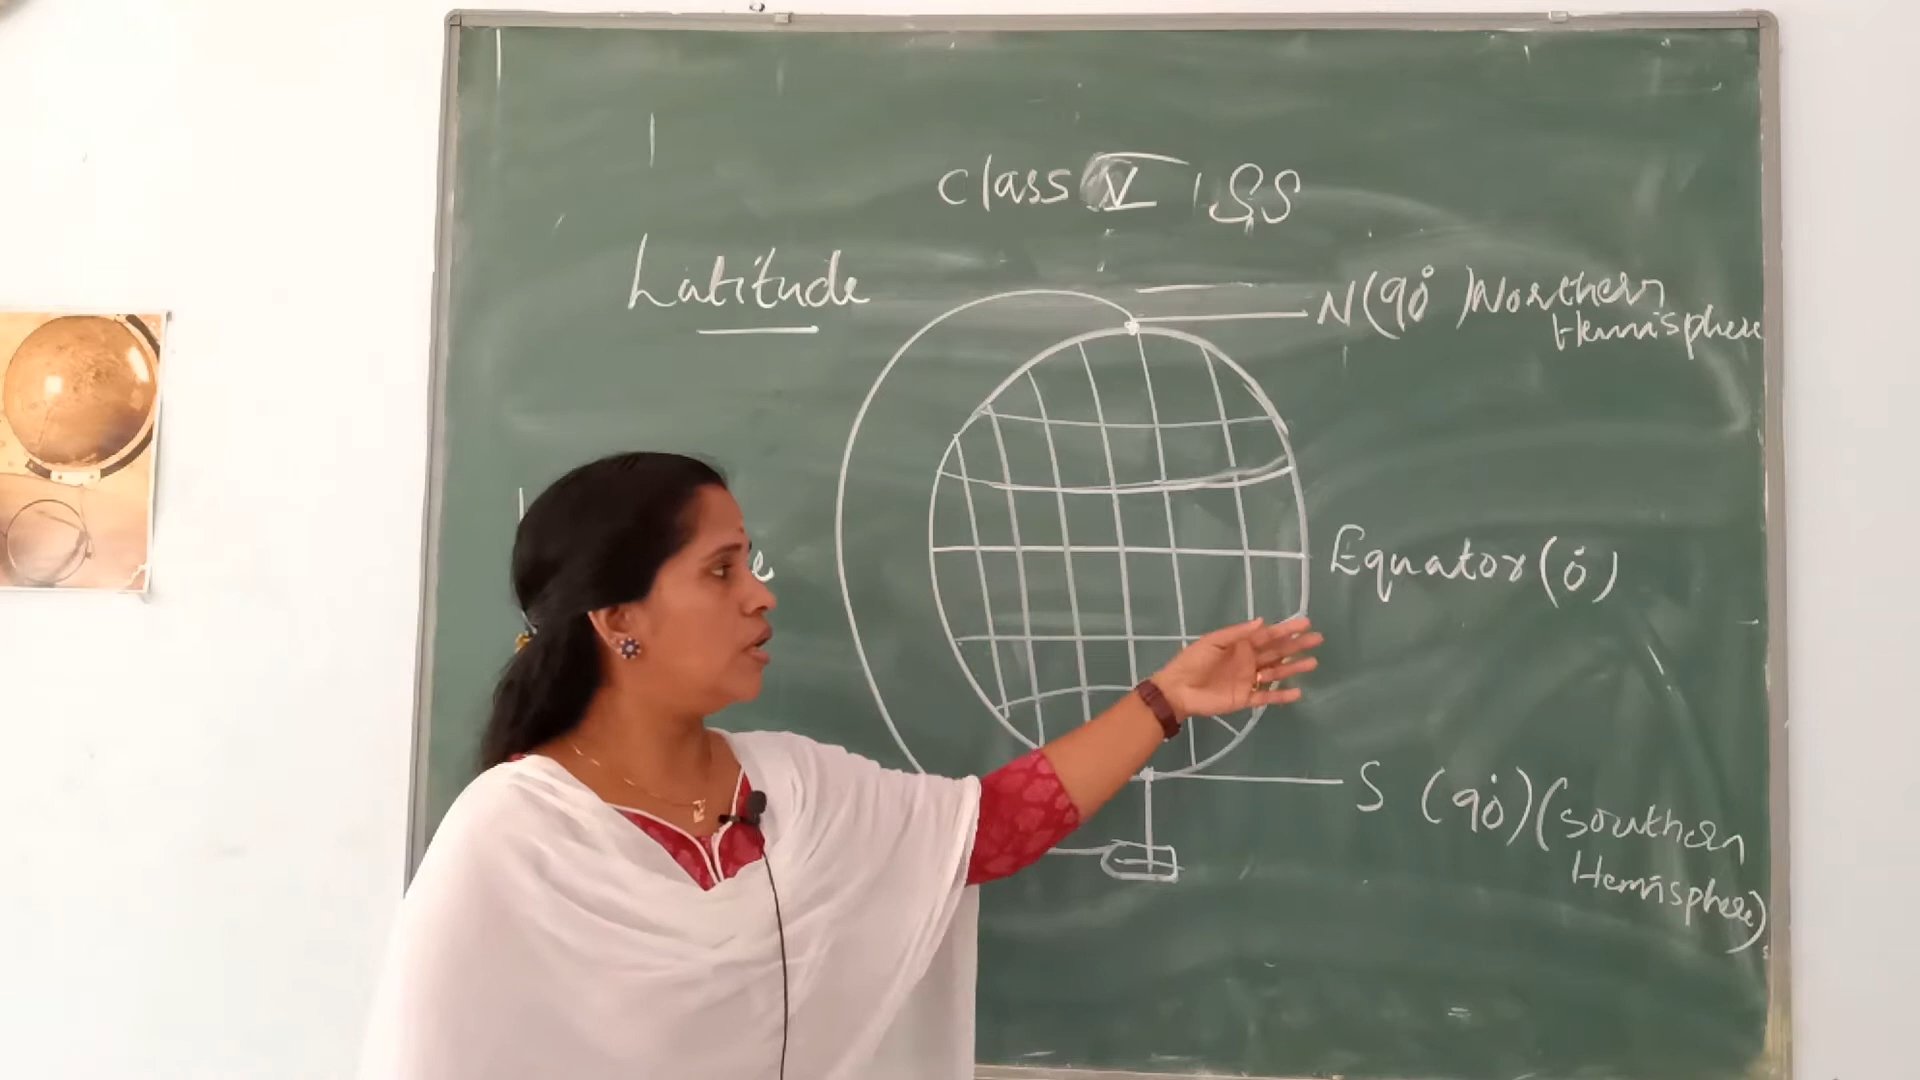 Class V | SS
Latitude
N (90°) Northern
Hemisphere
Equator (0°)
S (90°) (Southern
Hemisphere)